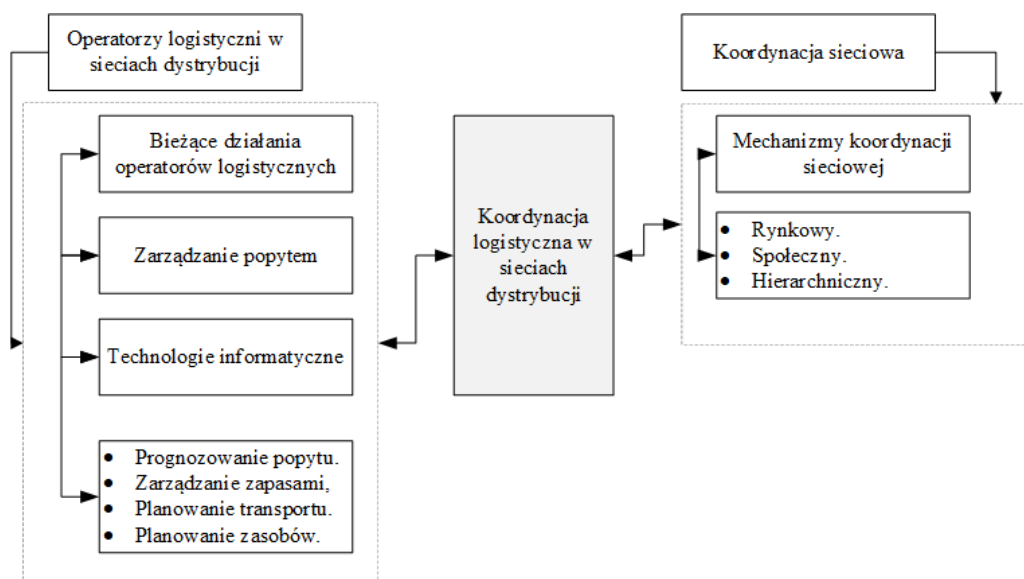 Operatorzy logistyczni w
sieciach dystrybucji
Bieżące działania
operatorów logistycznych
Zarządzanie popytem
Technologie informatyczne
• Prognozowanie popytu.
• Zarządzanie zapasami,
• Planowanie transportu.
• Planowanie zasobów.
Koordynacja
logistyczna w
sieciach
dystrybucji
Koordynacja sieciowa
Mechanizmy koordynacji
sieciowej
• Rynkowy.
• Społeczny.
• Hierarchniczny.